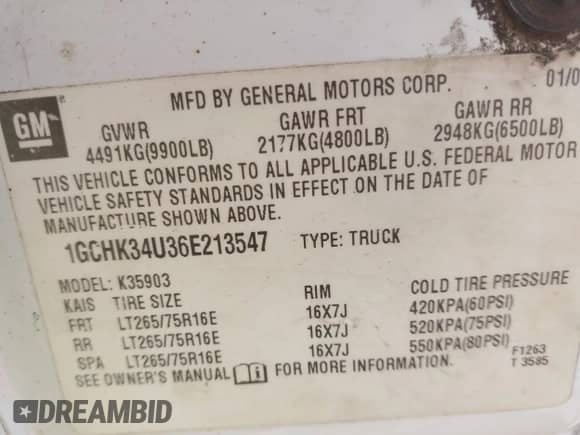 MFD BY GENERAL MOTORS CORP. 01/0
GM
GVWR GAWR FRT GAWR RR
4491KG(9900LB) 2177KG(4800LB) 2948KG(6500LB)
THIS VEHICLE CONFORMS TO ALL APPLICABLE U.S. FEDERAL MOTOR
VEHICLE SAFETY STANDARDS IN EFFECT ON THE DATE OF
MANUFACTURE SHOWN ABOVE.
1GCHK34U36E213547 TYPE: TRUCK
MODEL: K35903
KAIS TIRE SIZE RIM COLD TIRE PRESSURE
FRT LT265/75R16E 16X7J 420KPA(60PSI)
RR LT265/75R16E 16X7J 520KPA(75PSI)
SPA LT265/75R16E 16X7J 550KPA(80PSI)
SEE OWNER'S MANUAL i FOR MORE INFORMATION. F1263
T 3585
DREAMBID